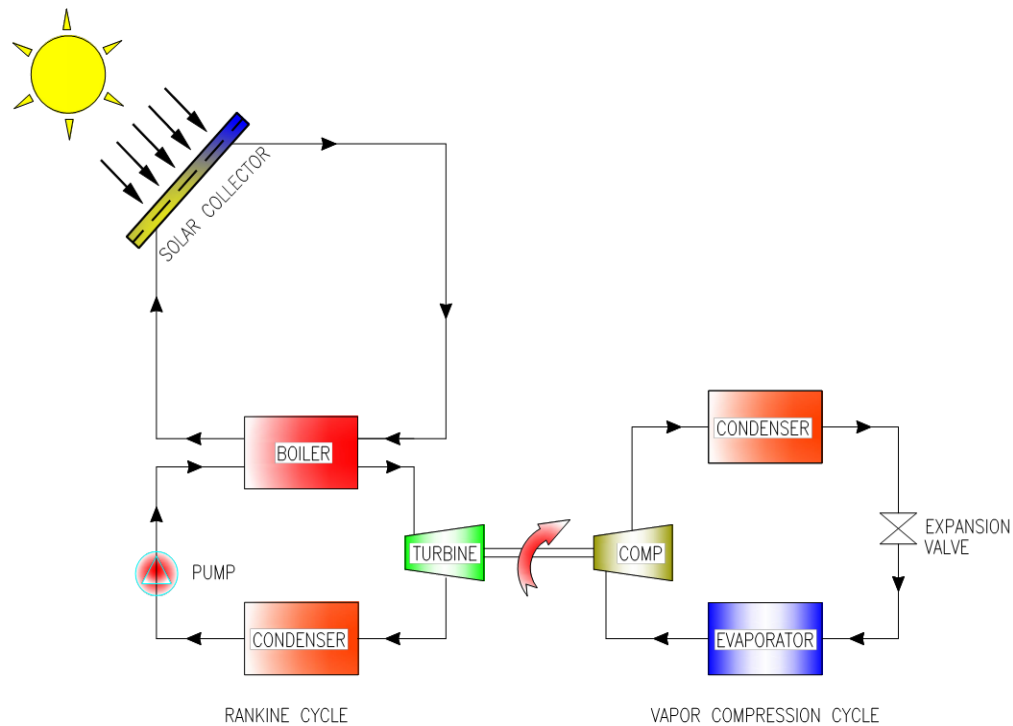 SOLAR COLLECTOR
BOILER
CONDENSER
TURBINE
COMP
EXPANSION
VALVE
PUMP
CONDENSER
EVAPORATOR
RANKINE CYCLE
VAPOR COMPRESSION CYCLE